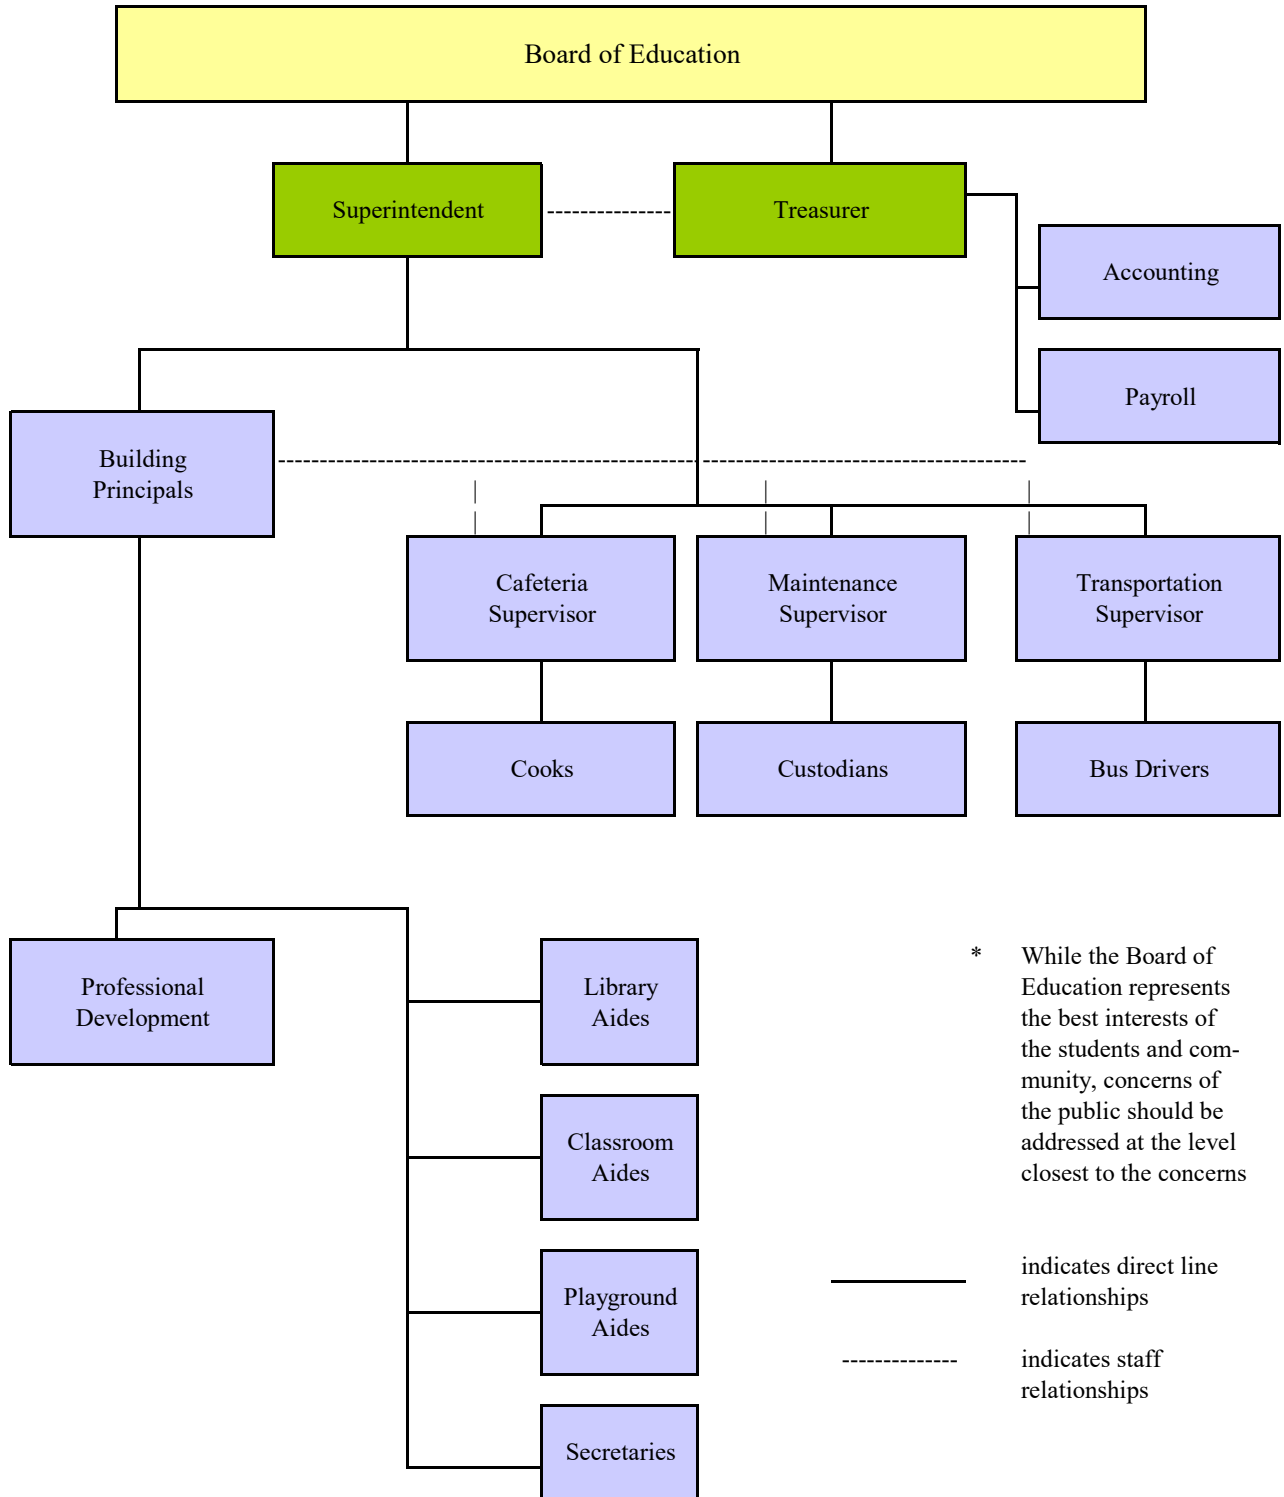 Board of Education
Superintendent
Treasurer
Accounting
Payroll
Building
Principals
Cafeteria
Supervisor
Maintenance
Supervisor
Transportation
Supervisor
Cooks
Custodians
Bus Drivers
Professional
Development
Library
Aides
Classroom
Aides
Playground
Aides
Secretaries
* While the Board of
Education represents
the best interests of
the students and com-
munity, concerns of
the public should be
addressed at the level
closest to the concerns
indicates direct line
relationships
indicates staff
relationships